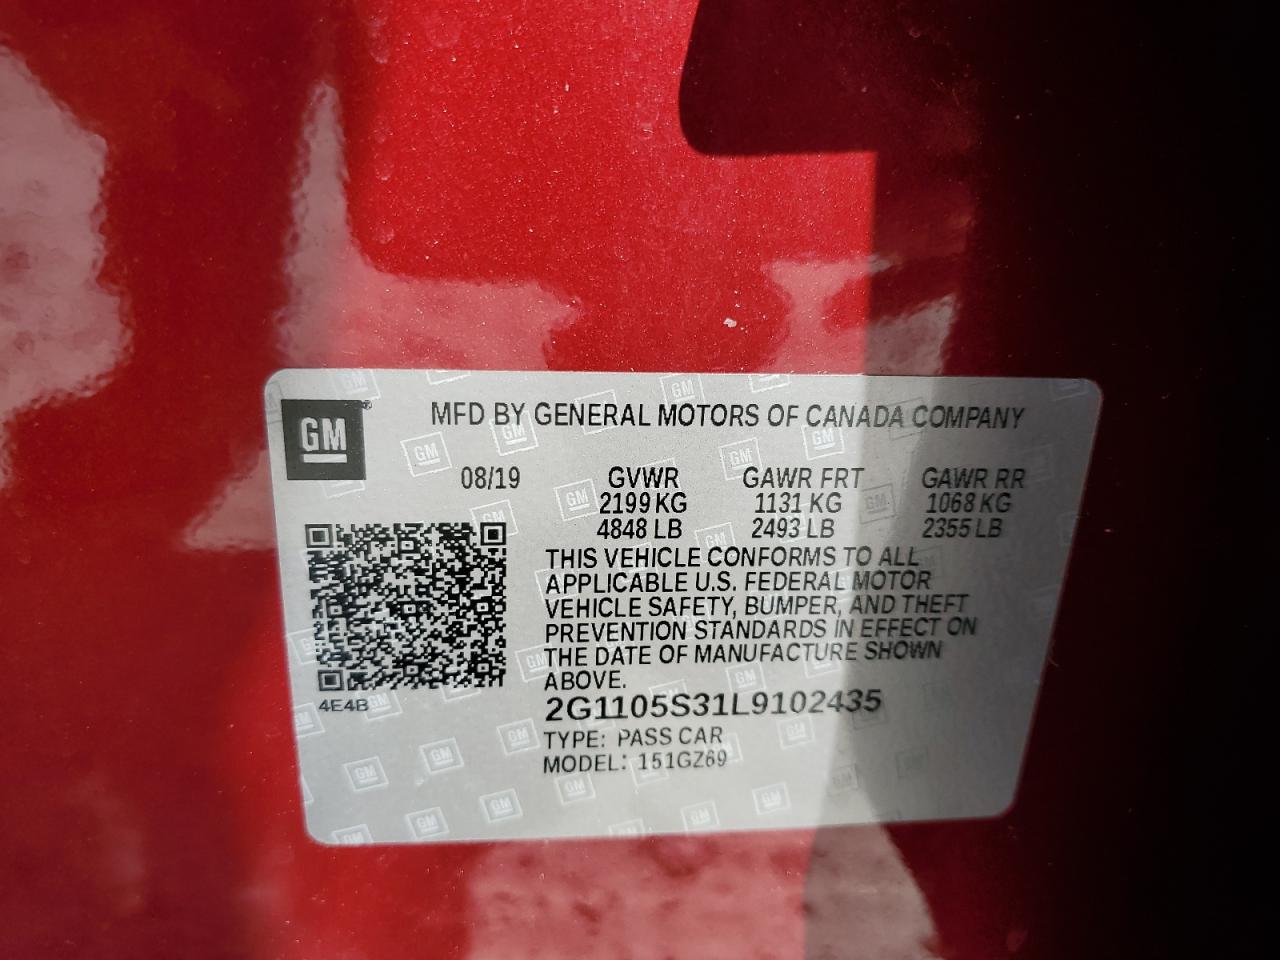 GM
MFD BY GENERAL MOTORS OF CANADA COMPANY
08/19 GVWR GAWR FRT GAWR RR
2199 KG 1131 KG 1068 KG
4848 LB 2493 LB 2355 LB
THIS VEHICLE CONFORMS TO ALL
APPLICABLE U.S. FEDERAL MOTOR
VEHICLE SAFETY, BUMPER, AND THEFT
PREVENTION STANDARDS IN EFFECT ON
THE DATE OF MANUFACTURE SHOWN
ABOVE.
4E4B
2G1105S31L9102435
TYPE: PASS CAR
MODEL: 151GZ69